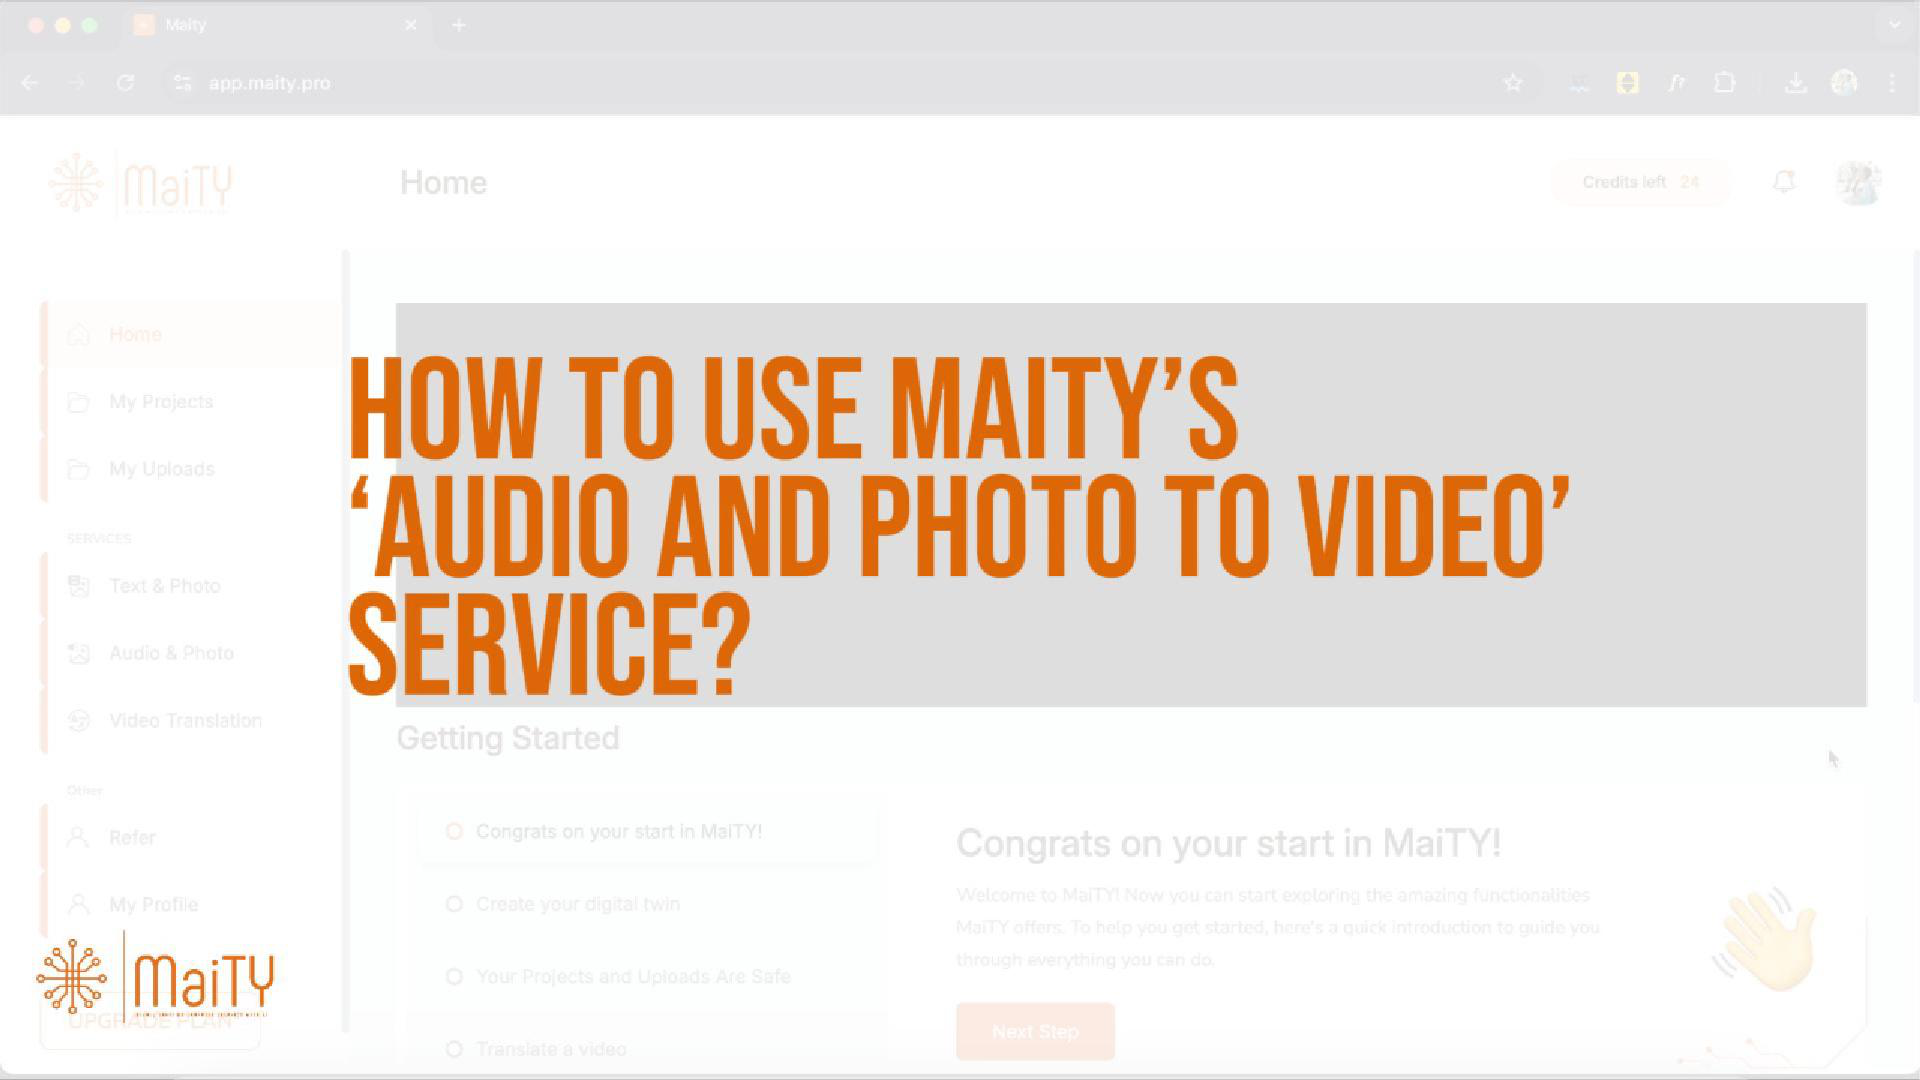 Maity
app.maity.pro
MaiTY
Home
Credits left 24
Home
My Projects
My Uploads
SERVICES
Text & Photo
Audio & Photo
Video Translation
Other
Refer
My Profile
UPGRADE PLAN
HOW TO USE MAITY’S
‘AUDIO AND PHOTO TO VIDEO’
SERVICE?
Getting Started
Congrats on your start in MaiTY!
Create your digital twin
Your Projects and Uploads Are Safe
Translate a video
Congrats on your start in MaiTY!
Welcome to MaiTY! Now you can start exploring the amazing functionalities
MaiTY offers. To help you get started, here's a quick introduction to guide you
through everything you can do.
Next Step
MaiTY